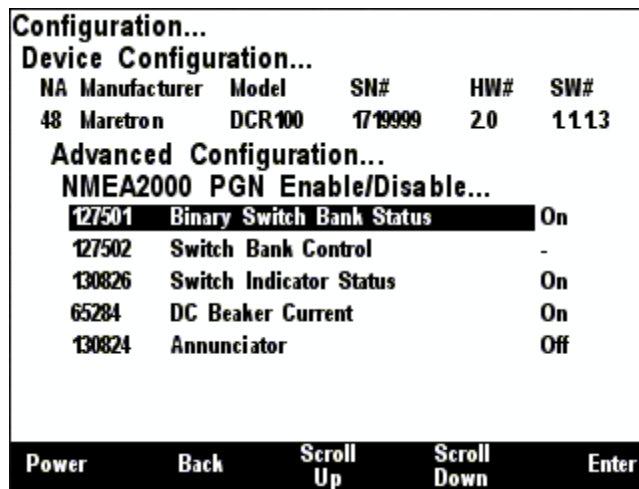 Configuration...
Device Configuration...
NA Manufacturer Model SN# HW# SW#
48 Maretron DCR100 1719999 2.0 1.1.1.3
Advanced Configuration...
NMEA2000 PGN Enable/Disable...
127501 Binary Switch Bank Status On
127502 Switch Bank Control -
130826 Switch Indicator Status On
65284 DC Beaker Current On
130824 Annunciator Off
Power Back Scroll Up Scroll Down Enter